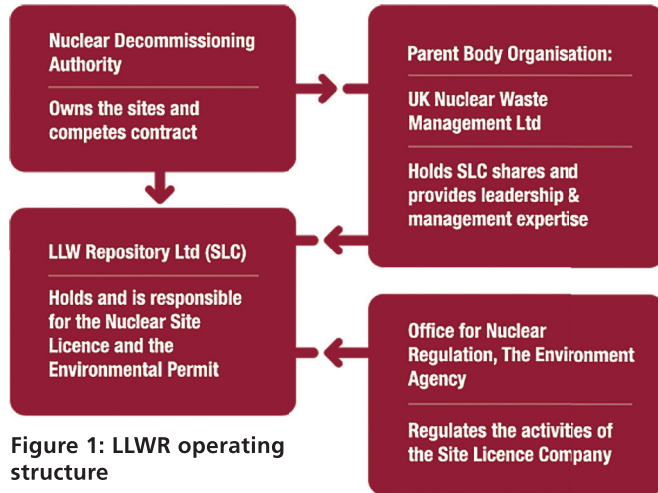 Nuclear Decommissioning
Authority
Owns the sites and
competes contract
Parent Body Organisation:
UK Nuclear Waste
Management Ltd
Holds SLC shares and
provides leadership &
management expertise
LLW Repository Ltd (SLC)
Holds and is responsible
for the Nuclear Site
Licence and the
Environmental Permit
Office for Nuclear
Regulation, The Environment
Agency
Regulates the activities of
the Site Licence Company
Figure 1: LLWR operating
structure